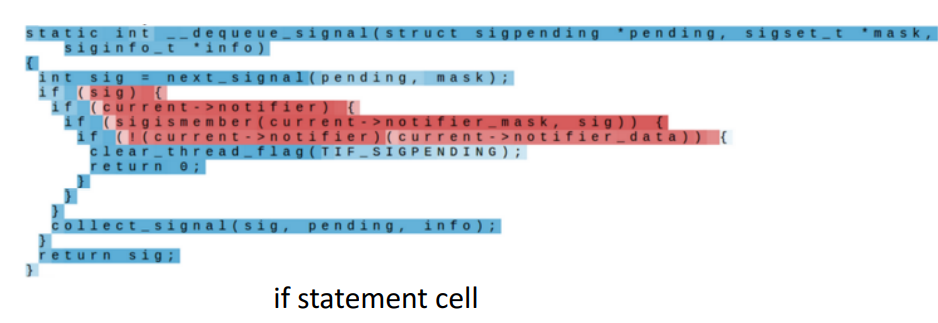 static int __dequeue_signal(struct sigpending *pending, sigset_t *mask,
siginfo_t *info)
{
int sig = next_signal(pending, mask);
if (sig) {
if (current->notifier) {
if (sigismember(current->notifier_mask, sig)) {
if (!(current->notifier)(current->notifier_data)) {
clear_thread_flag(TIF_SIGPENDING);
return 0;
}
}
}
collect_signal(sig, pending, info);
}
return sig;
}
if statement cell